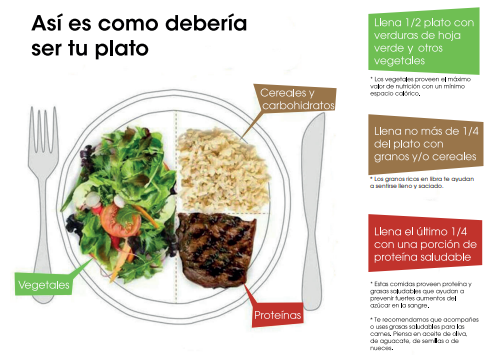 Así es como debería
ser tu plato
Cereales y
carbohidratos
Vegetales
Proteínas
Llena 1/2 plato con
verduras de hoja
verde y otros
vegetales
* Los vegetales proveen el máximo
valor de nutrición con un mínimo
espacio calórico.
Llena no más de 1/4
del plato con
granos y/o cereales
* Los granos ricos en fibra te ayudan
a sentirse lleno y saciado.
Llena el último 1/4
con una porción de
proteína saludable
* Estas comidas proveen proteína y
grasas saludables que ayudan a
prevenir fuertes aumentos del
azúcar en la sangre.
* Te recomendamos que acompañes
o uses grasas saludables para las
carnes. Piensa en aceite de oliva,
de aguacate, de semillas o de
nueces.